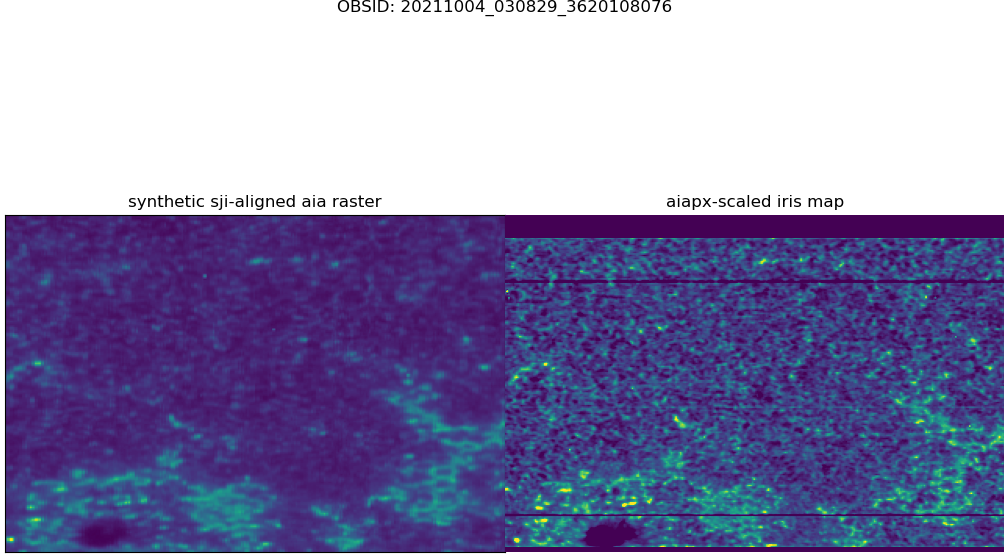 OBSID: 20211004_030829_3620108076
synthetic sji-aligned aia raster
aiapx-scaled iris map